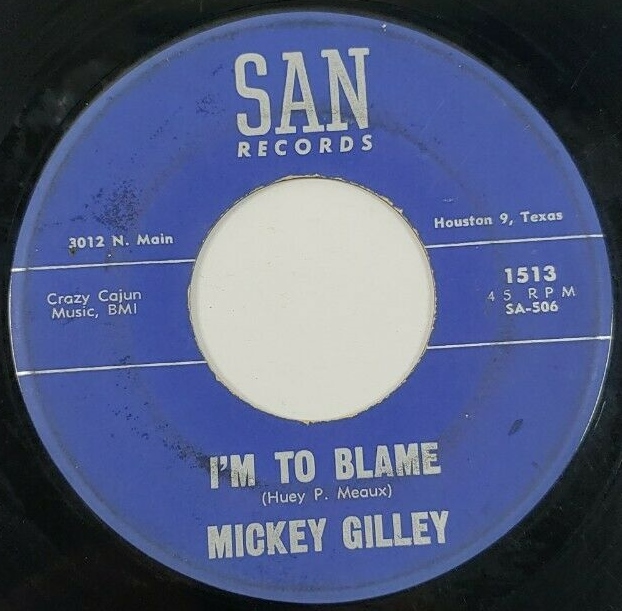 SAN
RECORDS
3012 N. Main
Houston 9, Texas
Crazy Cajun
Music, BMI
1513
45 RPM
SA-506
I'M TO BLAME
(Huey P. Meaux)
MICKEY GILLEY